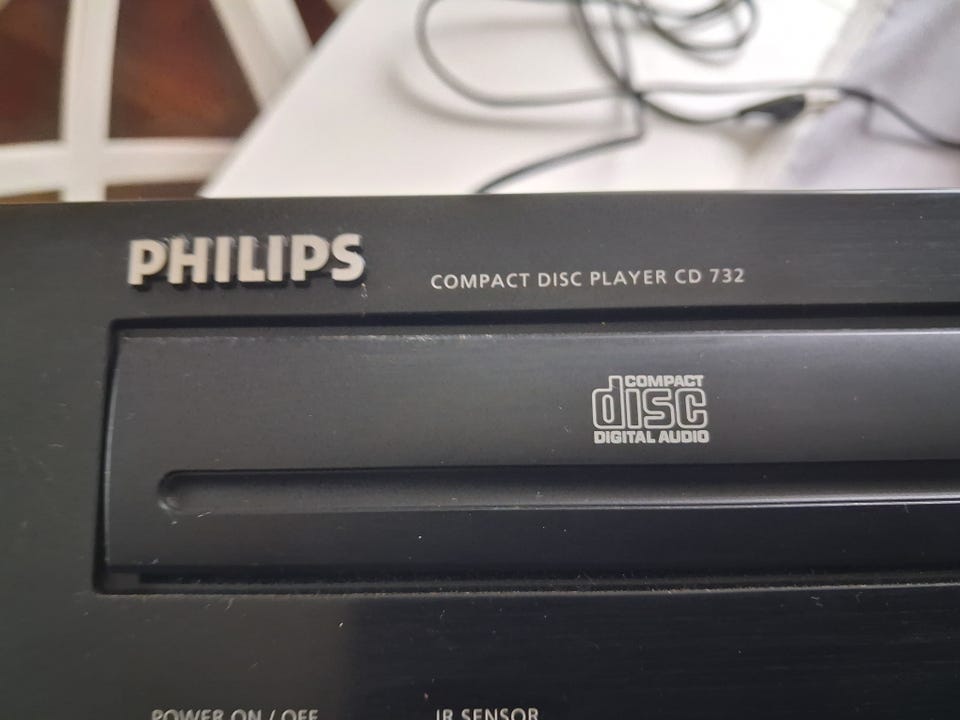 PHILIPS
COMPACT DISC PLAYER CD 732
COMPACT
disc
DIGITAL AUDIO
POWER ON / OFF
IR SENSOR